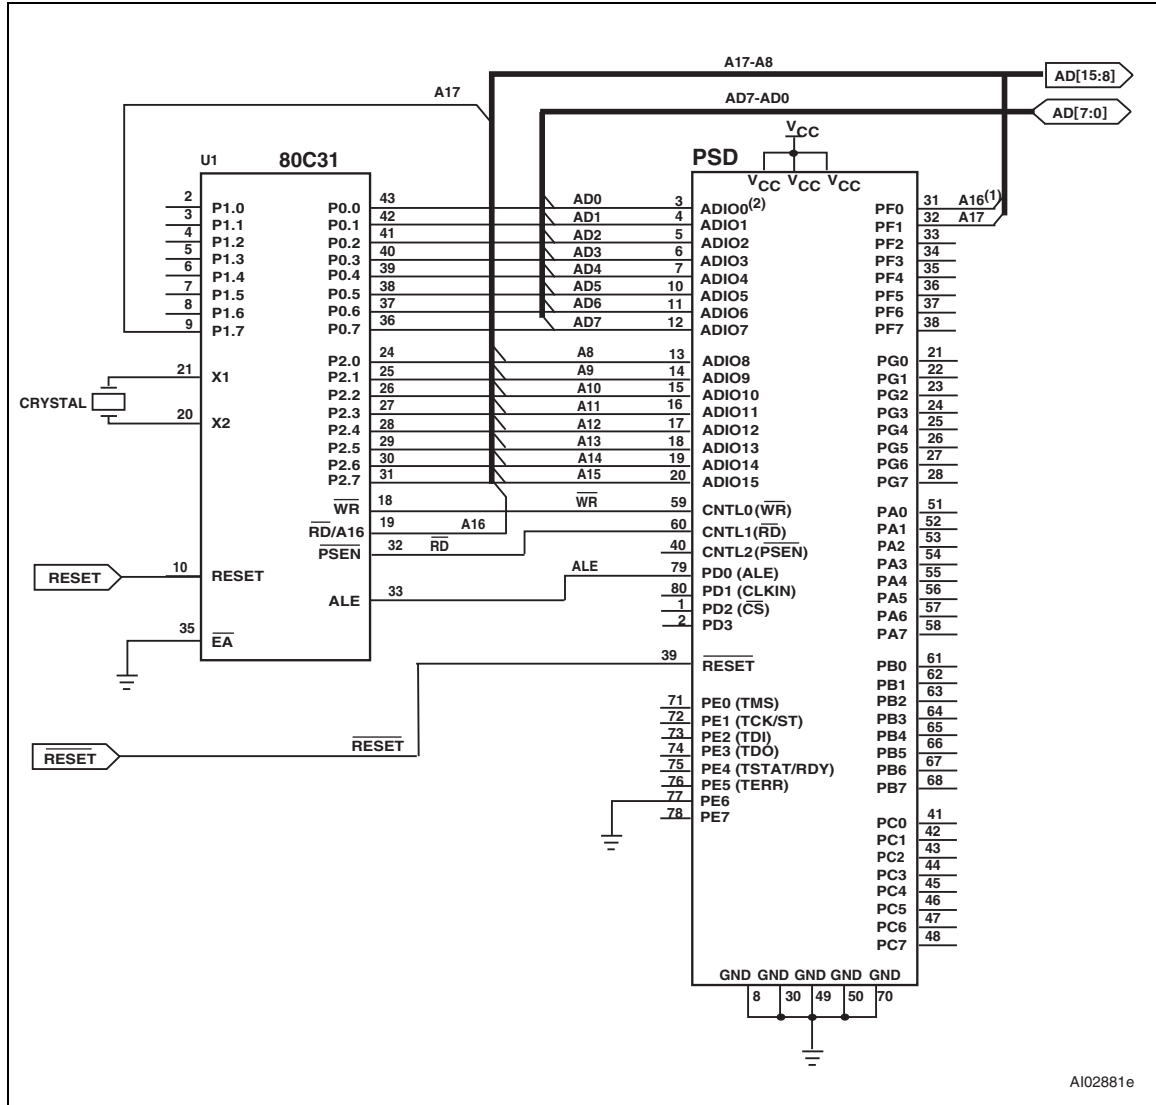 A17-A8
AD[15:8]
A17
AD7-AD0
AD[7:0]
VCC
U1
80C31
PSD
VCC VCC VCC
2 P1.0
3 P1.1
4 P1.2
5 P1.3
6 P1.4
7 P1.5
8 P1.6
9 P1.7
21 X1
CRYSTAL
20 X2
RESET
10 RESET
35 EA
P0.0 43 AD0 3 ADIO0(2)
P0.1 42 AD1 4 ADIO1
P0.2 41 AD2 5 ADIO2
P0.3 40 AD3 6 ADIO3
P0.4 39 AD4 7 ADIO4
P0.5 38 AD5 10 ADIO5
P0.6 37 AD6 11 ADIO6
P0.7 36 AD7 12 ADIO7
P2.0 24 A8 13 ADIO8
P2.1 25 A9 14 ADIO9
P2.2 26 A10 15 ADIO10
P2.3 27 A11 16 ADIO11
P2.4 28 A12 17 ADIO12
P2.5 29 A13 18 ADIO13
P2.6 30 A14 19 ADIO14
P2.7 31 A15 20 ADIO15
WR 18 WR 59 CNTL0(WR)
RD/A16 19 A16 60 CNTL1(RD)
PSEN 32 RD 40 CNTL2(PSEN)
ALE 79 PD0 (ALE)
ALE 33 80 PD1 (CLKIN)
1 PD2 (CS)
2 PD3
39 RESET
RESET
RESET
71 PE0 (TMS)
72 PE1 (TCK/ST)
73 PE2 (TDI)
74 PE3 (TDO)
75 PE4 (TSTAT/RDY)
76 PE5 (TERR)
77 PE6
78 PE7
PF0 31 A16(1)
PF1 32 A17
PF2 33
PF3 34
PF4 35
PF5 36
PF6 37
PF7 38
PG0 21
PG1 22
PG2 23
PG3 24
PG4 25
PG5 26
PG6 27
PG7 28
PA0 51
PA1 52
PA2 53
PA3 54
PA4 55
PA5 56
PA6 57
PA7 58
PB0 61
PB1 62
PB2 63
PB3 64
PB4 65
PB5 66
PB6 67
PB7 68
PC0 41
PC1 42
PC2 43
PC3 44
PC4 45
PC5 46
PC6 47
PC7 48
GND GND GND GND GND
8 30 49 50 70
AI02881e